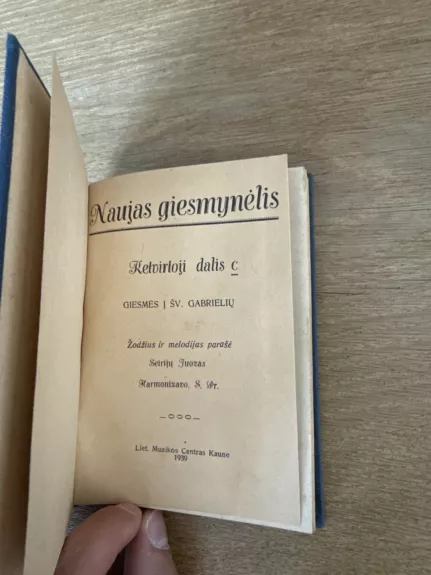 Naujas giesmynėlis
Ketvirtoji dalis c
GIESMĖS Į ŠV. GABRIELIŲ
Žodžius ir melodijas parašė
Seirijų Juozas
Harmonizavo, S. Dr.
Liet. Muzikos Centras Kaune
1939